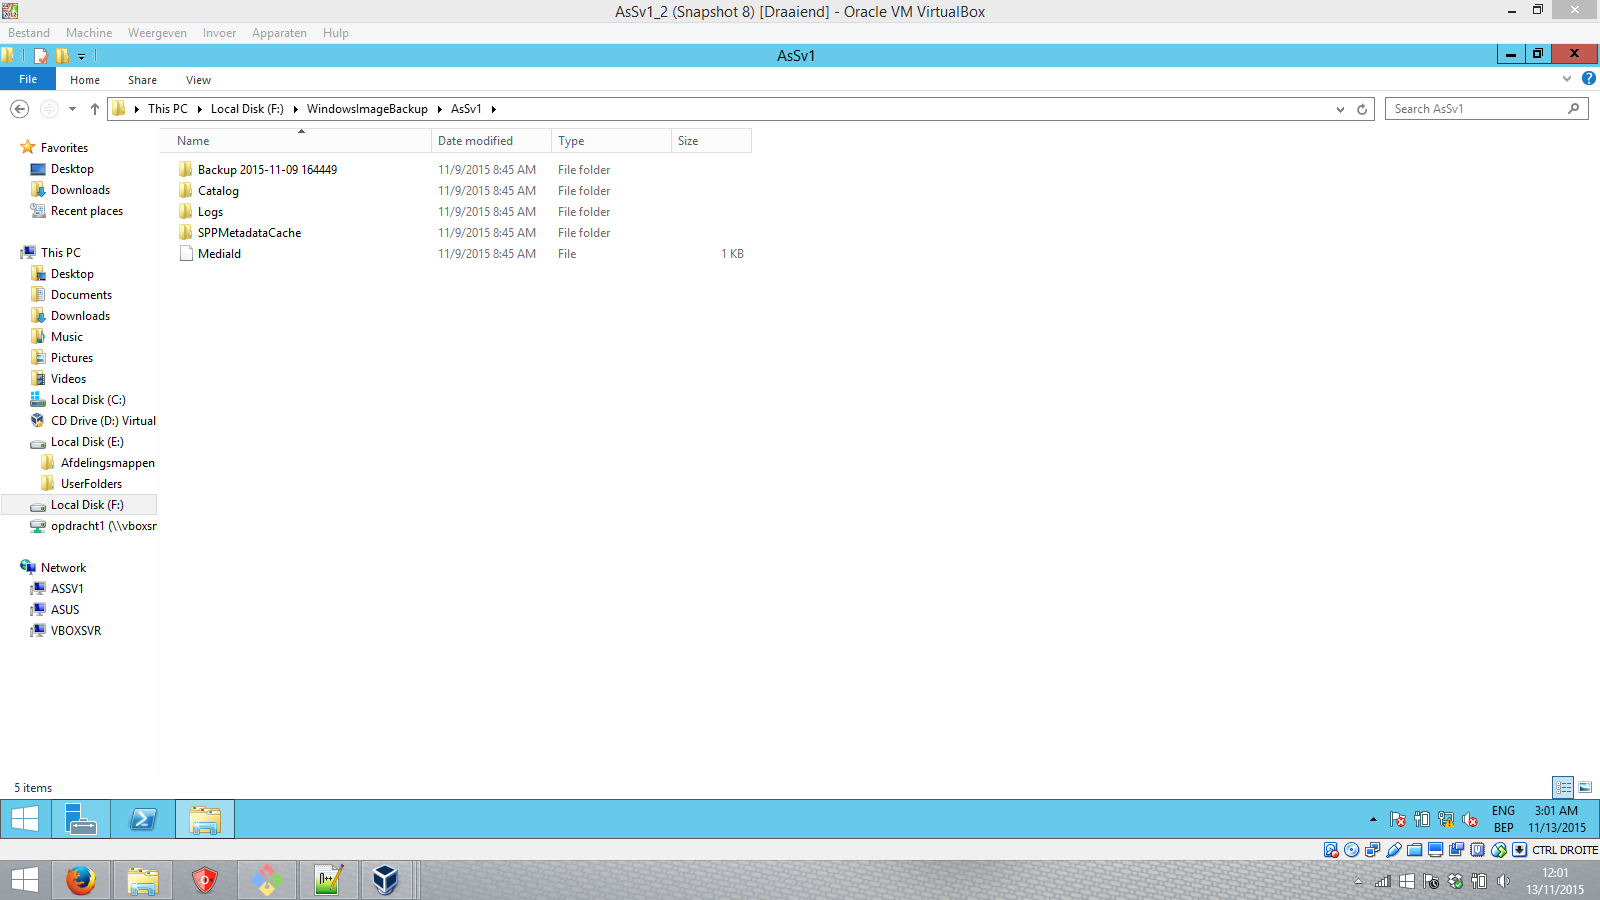 AsSv1_2 (Snapshot 8) [Draaiend] - Oracle VM VirtualBox
Bestand Machine Weergeven Invoer Apparaten Hulp
AsSv1
File Home Share View
This PC Local Disk (F:) WindowsImageBackup AsSv1
Search AsSv1
Name Date modified Type Size
Backup 2015-11-09 164449 11/9/2015 8:45 AM File folder
Catalog 11/9/2015 8:45 AM File folder
Logs 11/9/2015 8:45 AM File folder
SPPMetadataCache 11/9/2015 8:45 AM File folder
MediaId 11/9/2015 8:45 AM File 1 KB
Favorites
Desktop
Downloads
Recent places
This PC
Desktop
Documents
Downloads
Music
Pictures
Videos
Local Disk (C:)
CD Drive (D:) Virtual
Local Disk (E:)
Afdelingsmappen
UserFolders
Local Disk (F:)
opdracht1 (\\vboxsr
Network
ASSV1
ASUS
VBOXSVR
5 items
ENG 3:01 AM
BEP 11/13/2015
CTRL DROITE
12:01
13/11/2015